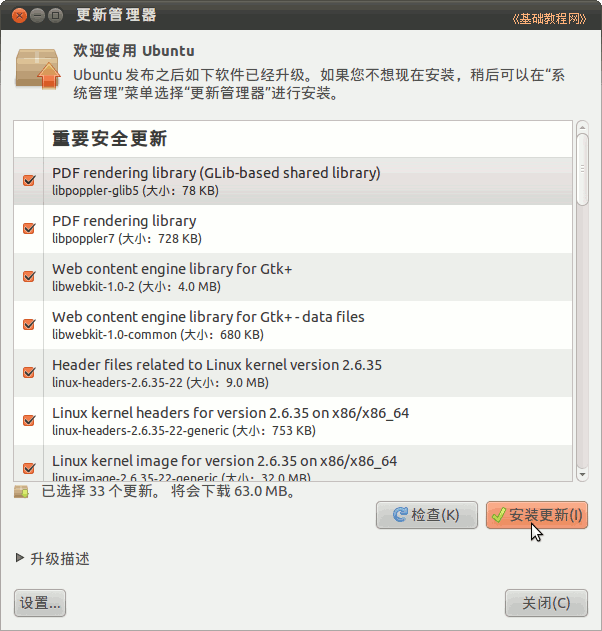 更新管理器
《基础教程网》
欢迎使用 Ubuntu
Ubuntu 发布之后如下软件已经升级。如果您不想现在安装，稍后可以在“系
统管理”菜单选择“更新管理器”进行安装。
重要安全更新
PDF rendering library (GLib-based shared library)
libpoppler-glib5 (大小：78 KB)
PDF rendering library
libpoppler7 (大小：728 KB)
Web content engine library for Gtk+
libwebkit-1.0-2 (大小：4.0 MB)
Web content engine library for Gtk+ - data files
libwebkit-1.0-common (大小：680 KB)
Header files related to Linux kernel version 2.6.35
linux-headers-2.6.35-22 (大小：9.0 MB)
Linux kernel headers for version 2.6.35 on x86/x86_64
linux-headers-2.6.35-22-generic (大小：753 KB)
Linux kernel image for version 2.6.35 on x86/x86_64
linux-image-2.6.35-22-generic (大小：32.0 MB)
已选择 33 个更新。 将会下载 63.0 MB。
检查(K)
安装更新(I)
升级描述
设置...
关闭(C)